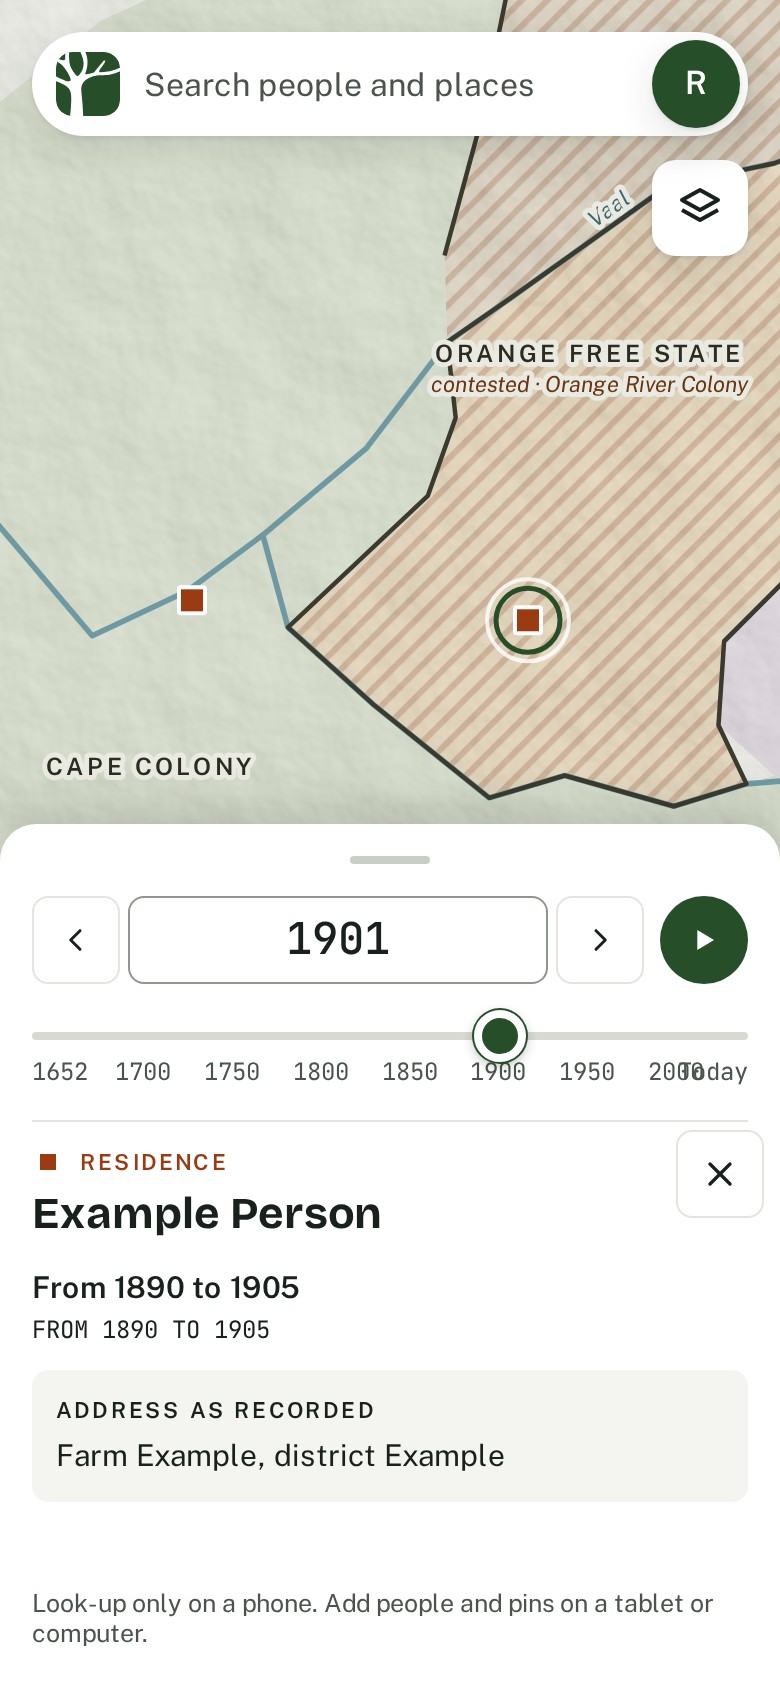 Search people and places
R
Vaal
ORANGE FREE STATE
contested · Orange River Colony
CAPE COLONY
1901
1652 1700 1750 1800 1850 1900 1950 2000 Today
RESIDENCE
Example Person
From 1890 to 1905
FROM 1890 TO 1905
ADDRESS AS RECORDED
Farm Example, district Example
Look-up only on a phone. Add people and pins on a tablet or
computer.